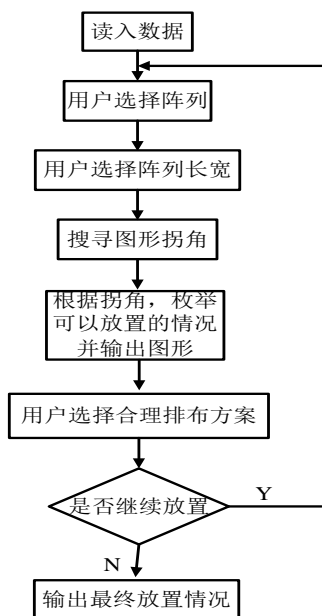 读入数据
用户选择阵列
用户选择阵列长宽
搜寻图形拐角
根据拐角，枚举
可以放置的情况
并输出图形
用户选择合理排布方案
是否继续放置
Y
N
输出最终放置情况